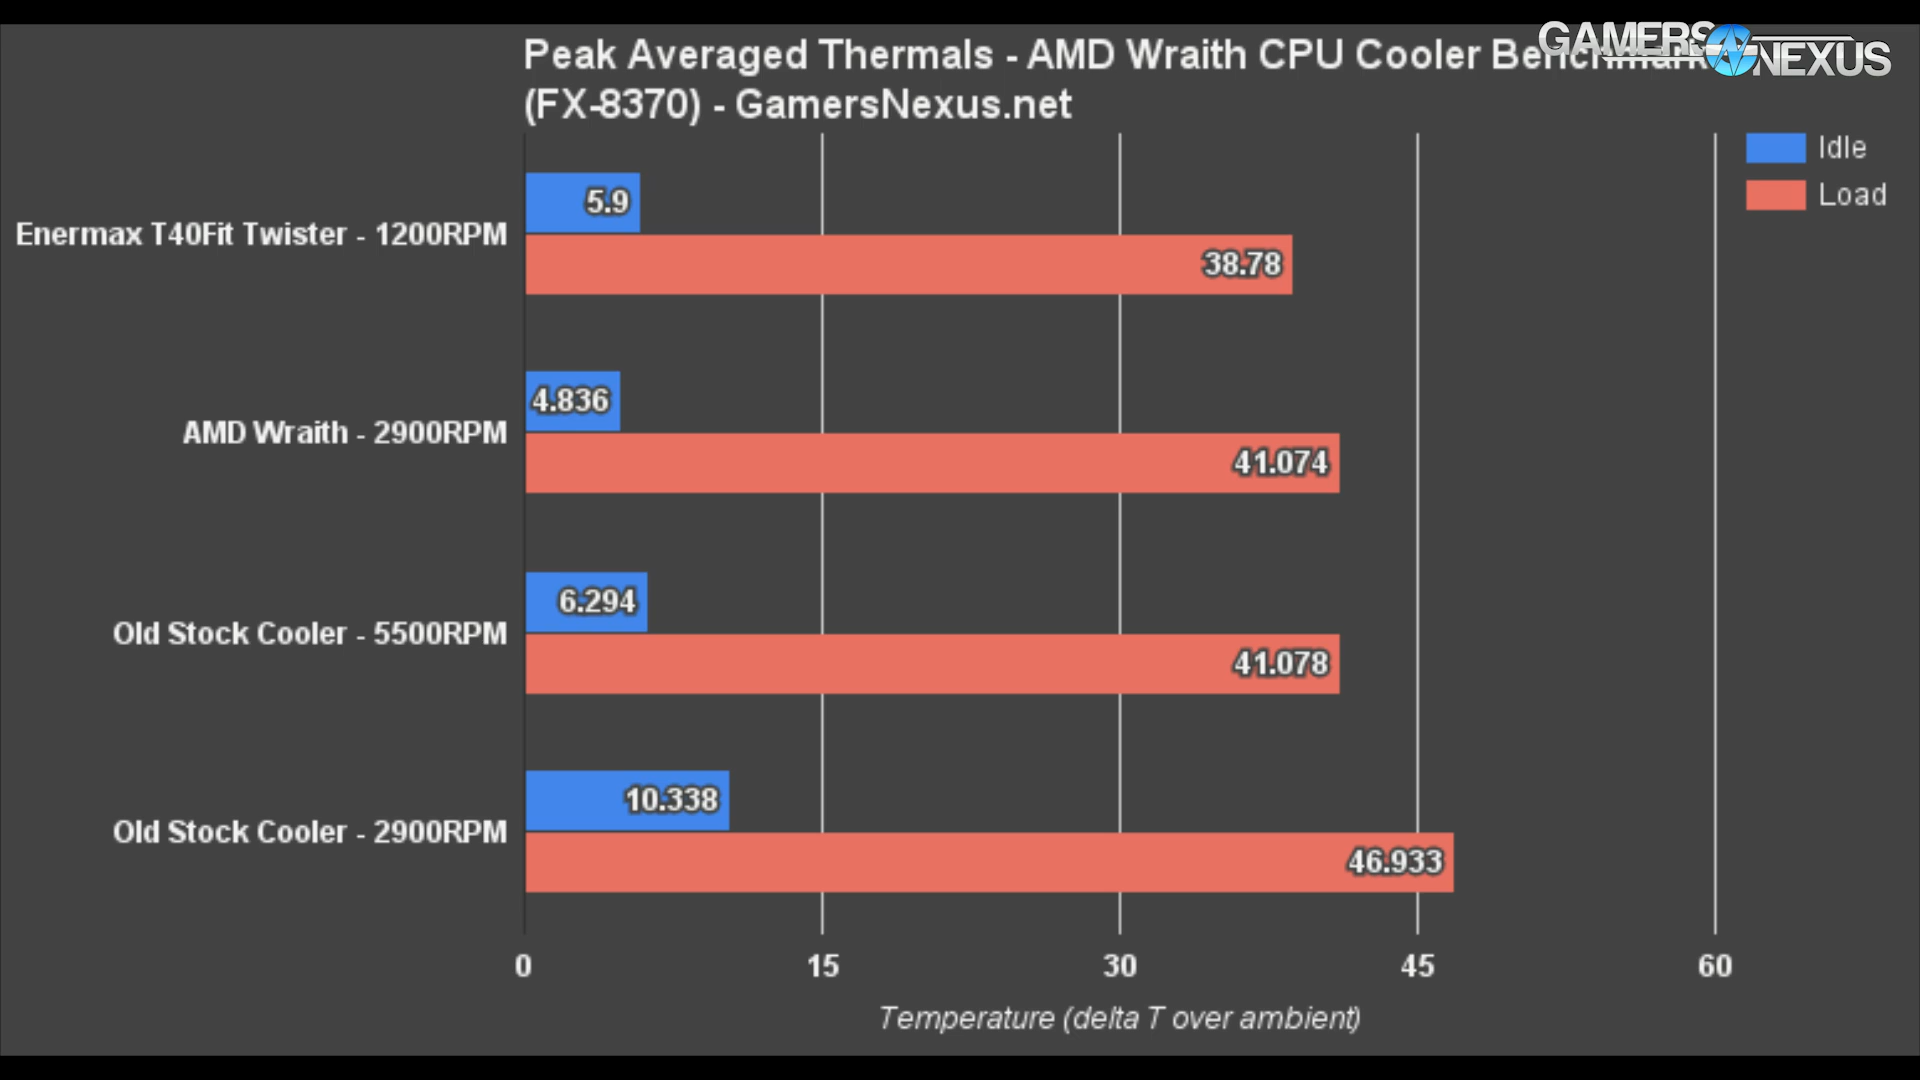 GAMERS NEXUS
Peak Averaged Thermals - AMD Wraith CPU Cooler Benchmark
(FX-8370) - GamersNexus.net
Idle
Load
Enermax T40Fit Twister - 1200RPM
5.9
38.78
AMD Wraith - 2900RPM
4.836
41.074
Old Stock Cooler - 5500RPM
6.294
41.078
Old Stock Cooler - 2900RPM
10.338
46.933
0 15 30 45 60
Temperature (delta T over ambient)